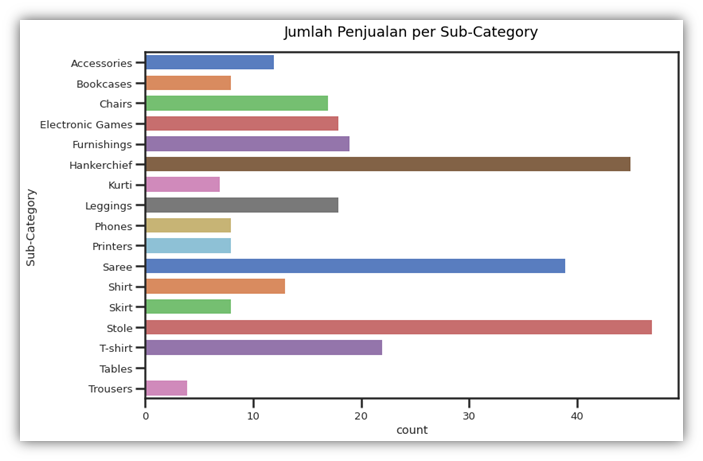 Jumlah Penjualan per Sub-Category
Accessories
Bookcases
Chairs
Electronic Games
Furnishings
Hankerchief
Kurti
Leggings
Phones
Printers
Saree
Shirt
Skirt
Stole
T-shirt
Tables
Trousers
Sub-Category
0 10 20 30 40
count